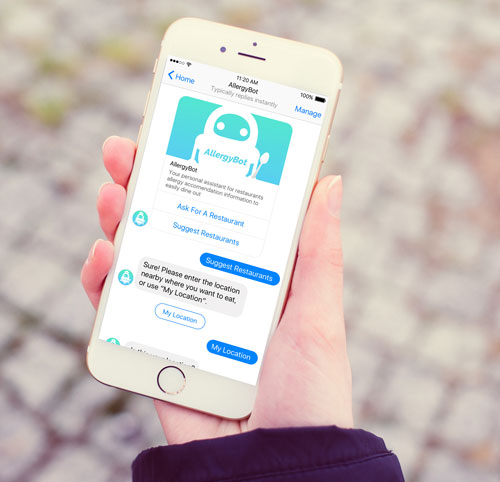 11:20 AM
100%
Home
AllergyBot
Typically replies instantly
Manage
AllergyBot
AllergyBot
Your personal assistant for restaurants
allergy accomendation information to
easily dine out
Ask For A Restaurant
Suggest Restaurants
Suggest Restaurants
Sure! Please enter the location
nearby where you want to eat,
or use "My Location".
My Location
My Location